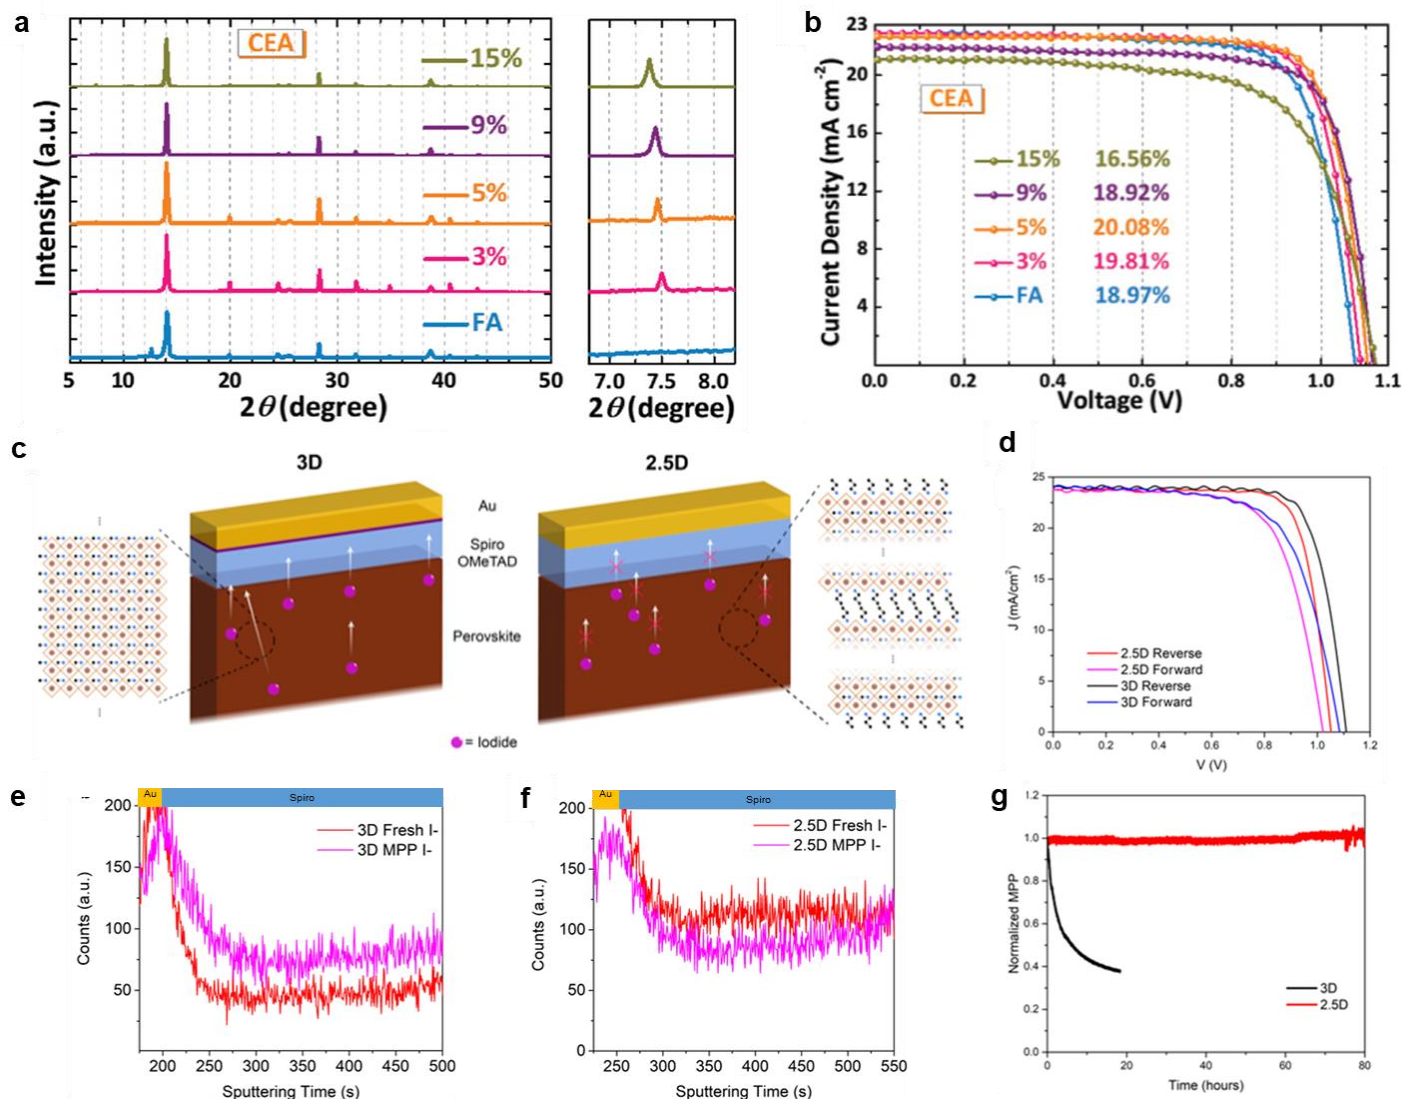 a
CEA
15%
9%
5%
3%
FA
Intensity (a.u.)
5 10 20 30 40 50
2θ (degree)
7.0 7.5 8.0
2θ (degree)
b
23
20
16
12
8
4
Current Density (mA cm-2)
CEA
15% 16.56%
9% 18.92%
5% 20.08%
3% 19.81%
FA 18.97%
0.0 0.2 0.4 0.6 0.8 1.0 1.1
Voltage (V)
c
3D
2.5D
Au
Spiro
OMeTAD
Perovskite
= Iodide
d
25
20
15
10
5
0
J (mA/cm2)
2.5D Reverse
2.5D Forward
3D Reverse
3D Forward
0.0 0.2 0.4 0.6 0.8 1.0 1.2
V (V)
e
Au Spiro
200
150
100
50
Counts (a.u.)
3D Fresh I-
3D MPP I-
200 250 300 350 400 450 500
Sputtering Time (s)
f
Au Spiro
200
150
100
50
0
Counts (a.u.)
2.5D Fresh I-
2.5D MPP I-
250 300 350 400 450 500 550
Sputtering Time (s)
g
1.2
1.0
0.8
0.6
0.4
0.2
0.0
Normalized MPP
3D
2.5D
0 20 40 60 80
Time (hours)